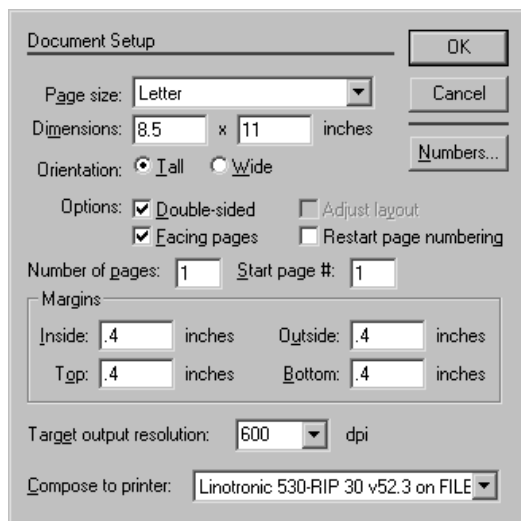 Document Setup
OK
Page size: Letter
Cancel
Dimensions: 8.5 x 11 inches
Numbers...
Orientation: Tall Wide
Options: Double-sided Adjust layout
Facing pages Restart page numbering
Number of pages: 1 Start page #: 1
Margins
Inside: .4 inches Outside: .4 inches
Top: .4 inches Bottom: .4 inches
Target output resolution: 600 dpi
Compose to printer: Linotronic 530-RIP 30 v52.3 on FILE